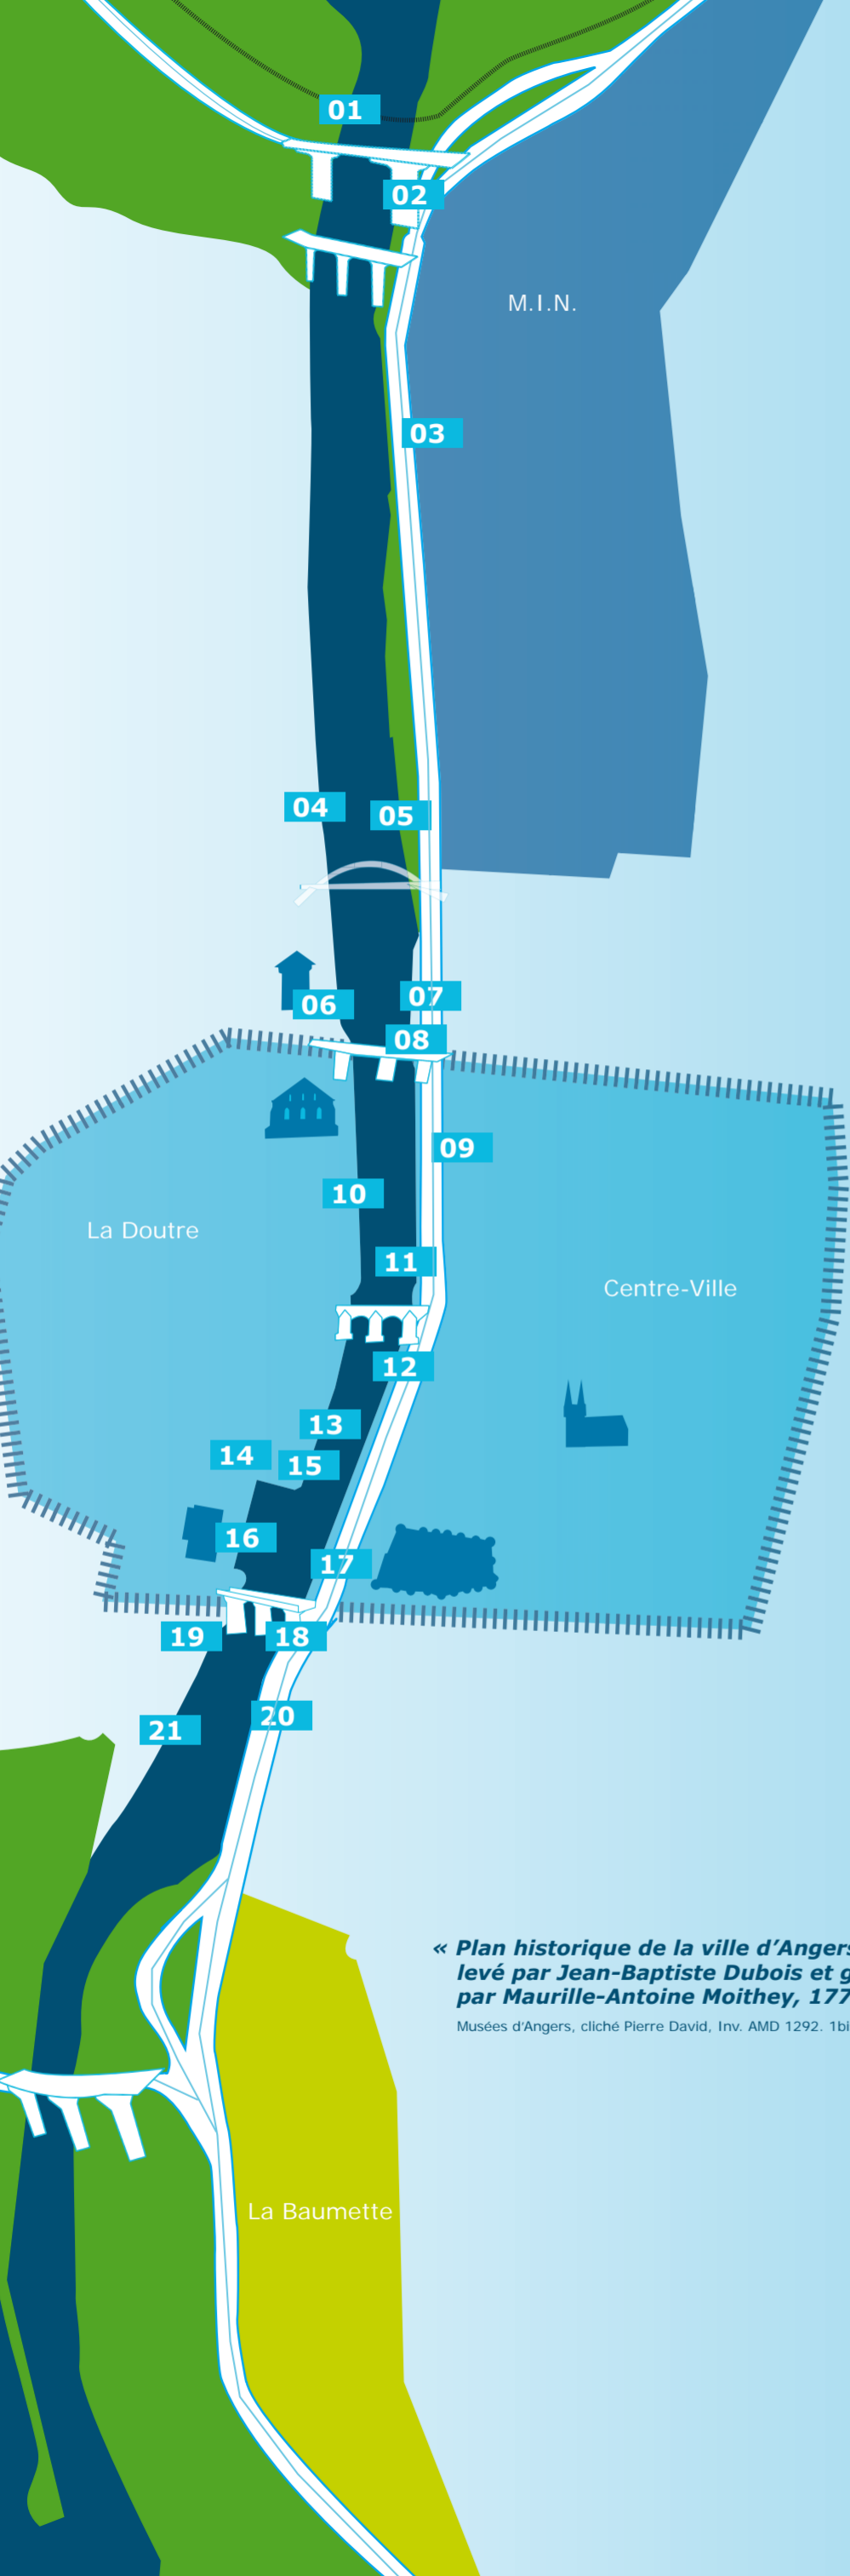 01
02
M.I.N.
03
04
05
06
07
08
09
10
La Doutre
11
Centre-Ville
12
13
14
15
16
17
19
18
20
21
« Plan historique de la ville d’Angers
levé par Jean-Baptiste Dubois et g
par Maurille-Antoine Moithey, 177
Musées d’Angers, cliché Pierre David, Inv. AMD 1292. 1bi
La Baumette